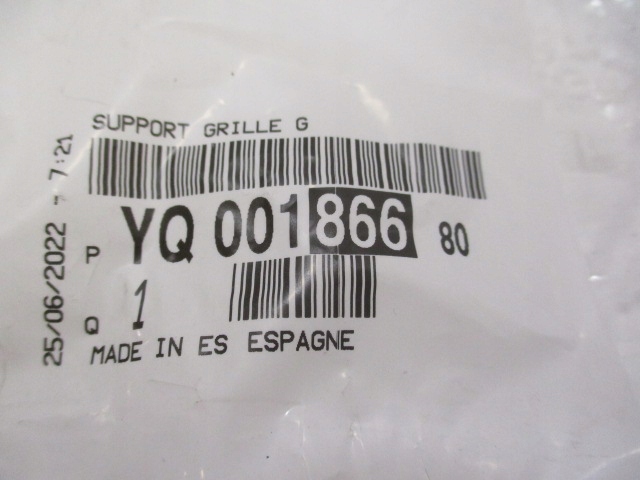 SUPPORT GRILLE G
P YQ 001866 80
Q 1
MADE IN ES ESPAGNE
25/06/2022 - 7:21